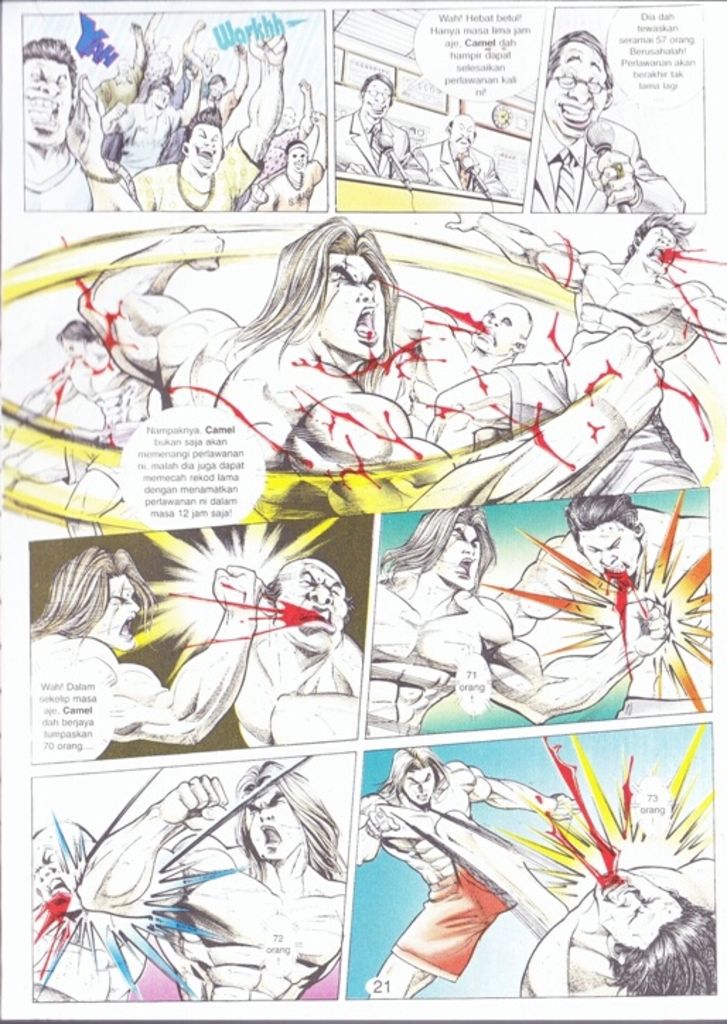 Yay
Workhh
Wah! Hebat betul!
Hanya masa lima jam
aje, Camel dah
hampir dapat
selesaikan
perlawanan kali
ni!
Dia dah
tewaskan
seramai 57 orang.
Berusahalah!
Perlawanan akan
berakhir tak
lama lagi
....
Nampaknya, Camel
bukan saja akan
memenangi perlawanan
ni, malah dia juga dapat
memecah rekod lama
dengan menamatkan
perlawanan ni dalam
masa 12 jam saja!
Wah! Dalam
sekelip masa
aje, Camel
dah berjaya
tumpaskan
70 orang....
71
orang
!
72
orang
!
73
orang
21